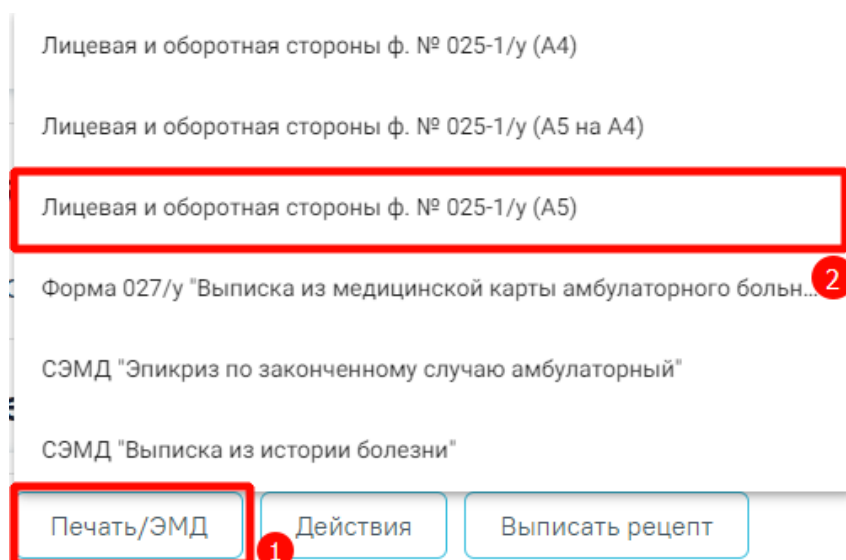 Лицевая и оборотная стороны ф. № 025-1/у (А4)
Лицевая и оборотная стороны ф. № 025-1/у (А5 на А4)
Лицевая и оборотная стороны ф. № 025-1/у (А5)
Форма 027/у "Выписка из медицинской карты амбулаторного больн...
2
СЭМД "Эпикриз по законченному случаю амбулаторный"
СЭМД "Выписка из истории болезни"
Печать/ЭМД
1
Действия
Выписать рецепт